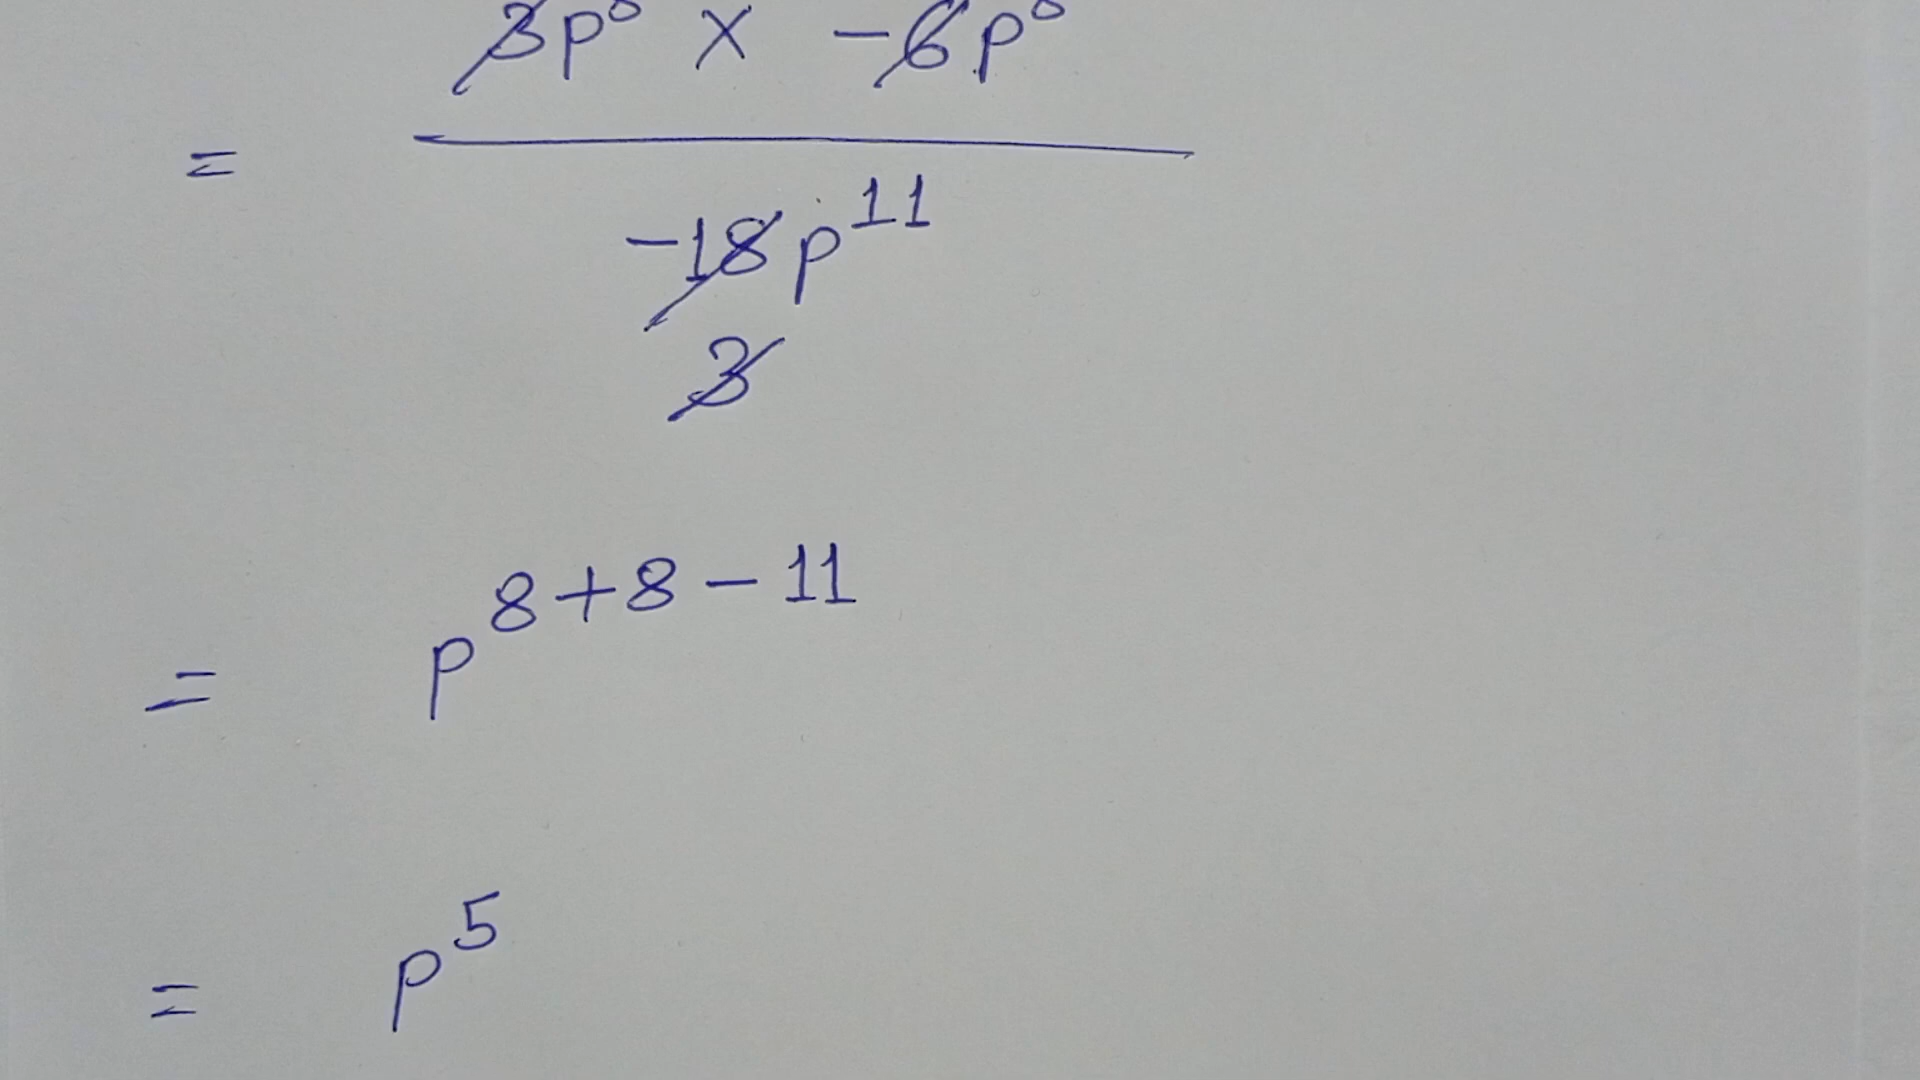 3p⁸ × -6p⁸
=
-18p¹¹
3
= p⁸⁺⁸⁻¹¹
= p⁵